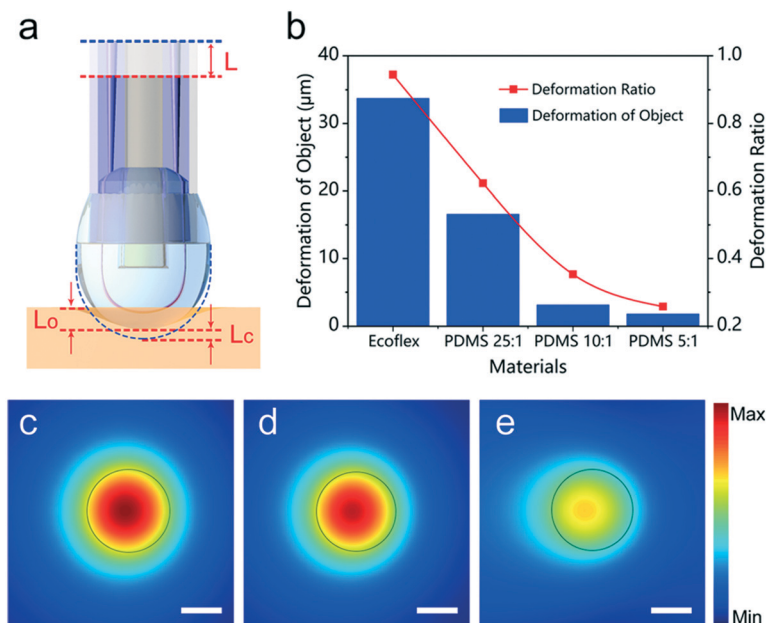 a
L
Lo
Lc
b
Deformation of Object (μm)
40
30
20
10
0
Deformation Ratio
Deformation of Object
1.0
0.8
0.6
0.4
0.2
Deformation Ratio
Ecoflex
PDMS 25:1
PDMS 10:1
PDMS 5:1
Materials
c
d
e
Max
Min